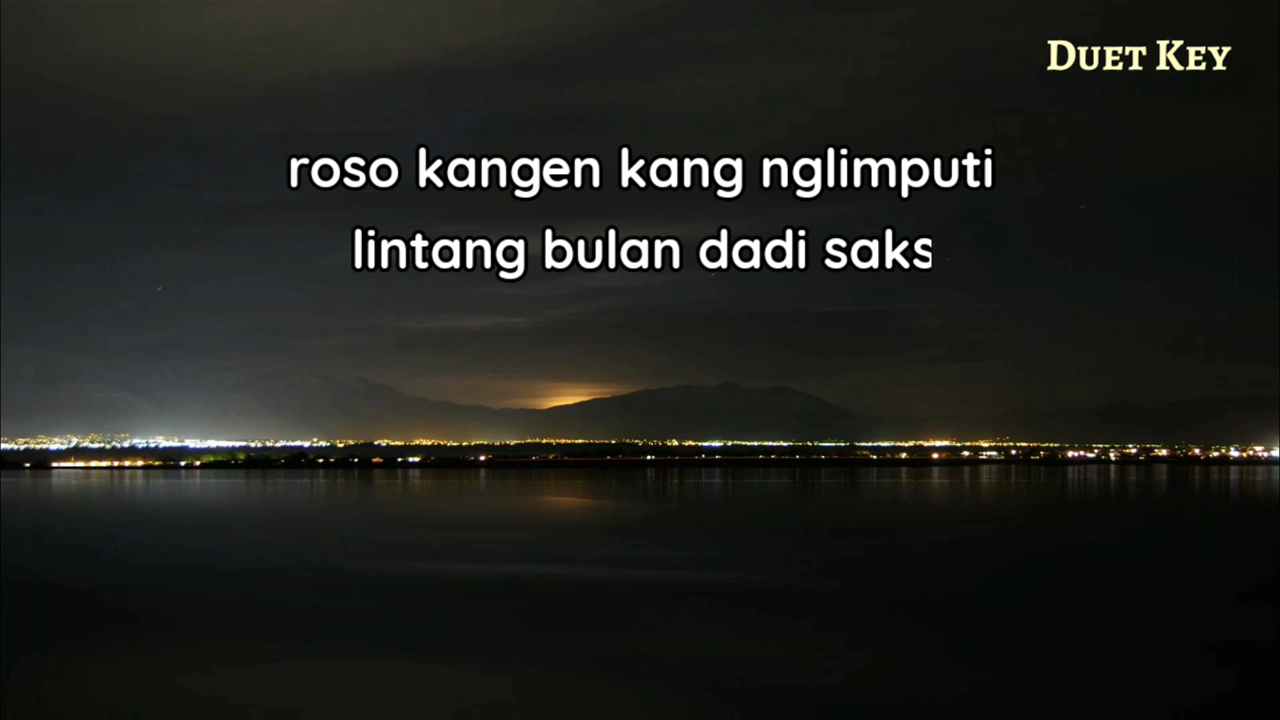 Duet Key
roso kangen kang nglimputi
lintang bulan dadi saks